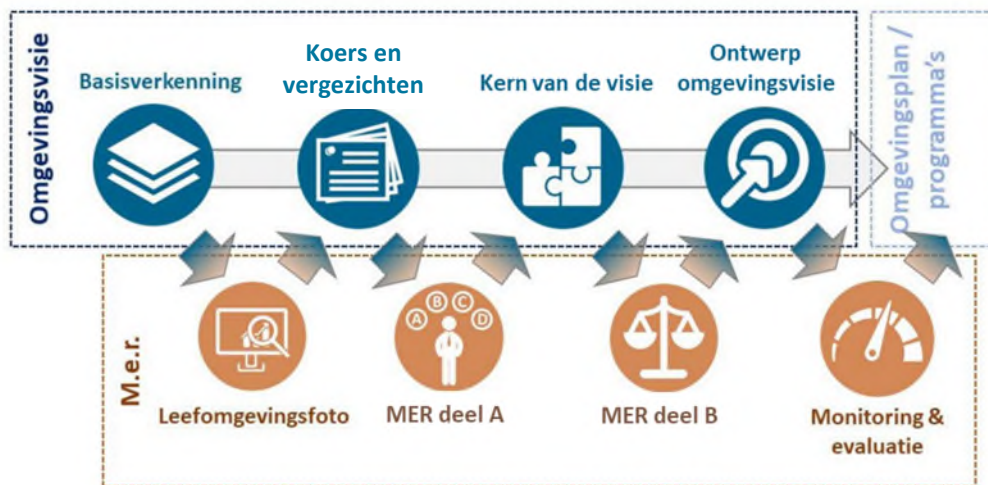 Omgevingsvisie
Basisverkenning
Koers en
vergezichten
Kern van de visie
Ontwerp
omgevingsvisie
Omgevingsplan /
programma's
M.e.r.
Leefomgevingsfoto
A
B
C
D
MER deel A
MER deel B
Monitoring &
evaluatie